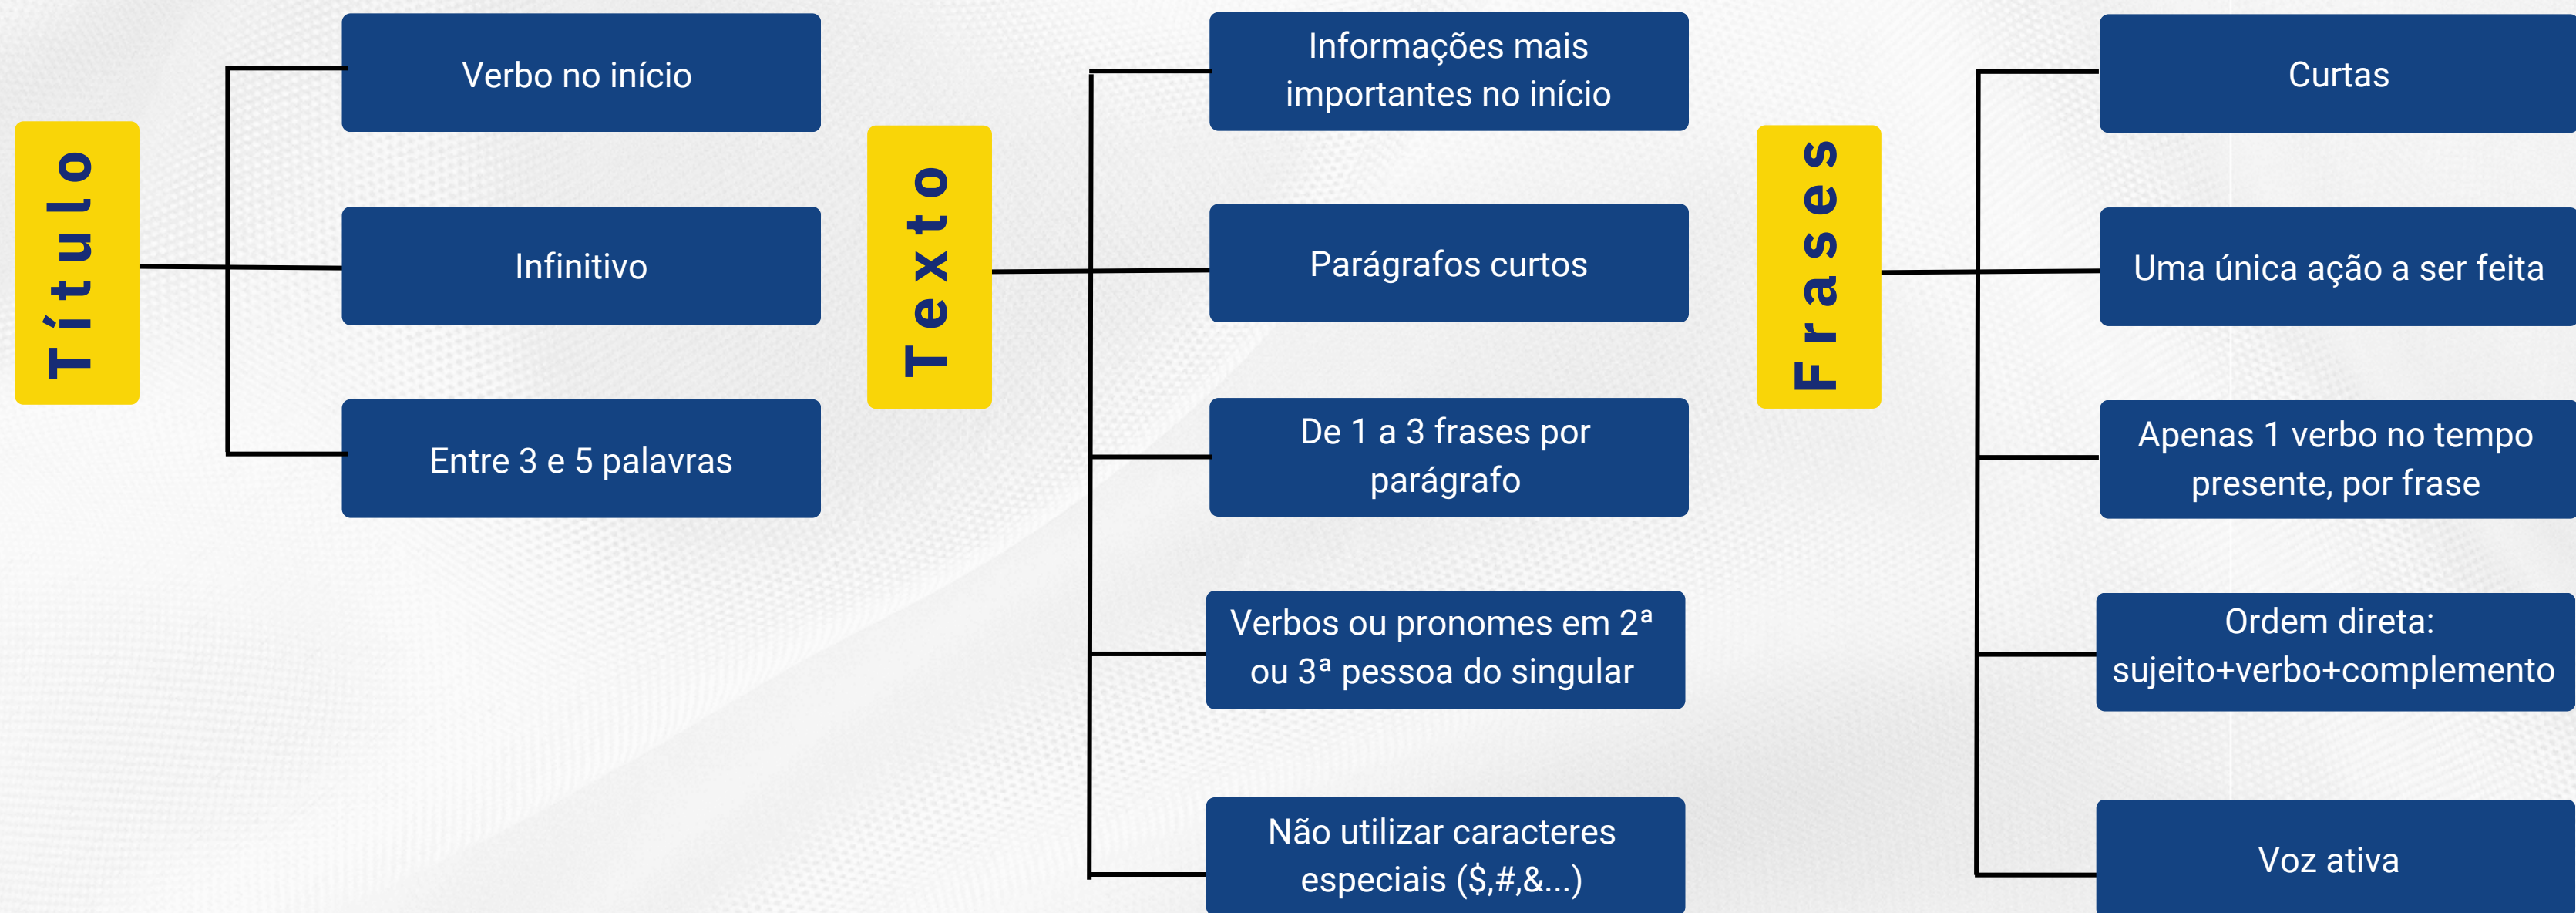 Título
Verbo no início
Infinitivo
Entre 3 e 5 palavras
Texto
Informações mais
importantes no início
Parágrafos curtos
De 1 a 3 frases por
parágrafo
Verbos ou pronomes em 2ª
ou 3ª pessoa do singular
Não utilizar caracteres
especiais ($,#,&...)
Frases
Curtas
Uma única ação a ser feita
Apenas 1 verbo no tempo
presente, por frase
Ordem direta:
sujeito+verbo+complemento
Voz ativa